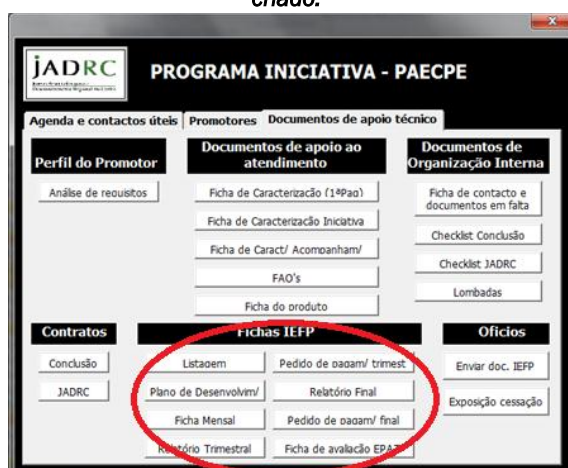 criado.
X
JADRC
PROGRAMA INICIATIVA - PAECPE
Agenda e contactos úteis
Promotores
Documentos de apoio técnico
Perfil do Promotor
Análise de requisitos
Documentos de apoio ao
atendimento
Ficha de Caracterização (1ªPag)
Ficha de Caracterização Iniciativa
Ficha de Caract/ Acompanham/
FAO's
Ficha do produto
Documentos de
Organização Interna
Ficha de contacto e
documentos em falta
Checklist Conclusão
Checklist JADRC
Lombadas
Contratos
Conclusão
JADRC
Fichas IEFP
Listagem
Pedido de pagam/ trimest
Plano de Desenvolvim/
Relatório Final
Ficha Mensal
Pedido de pagam/ final
Relatório Trimestral
Ficha de avaliacão
Oficios
Enviar doc. IEFP
Exposição cessação